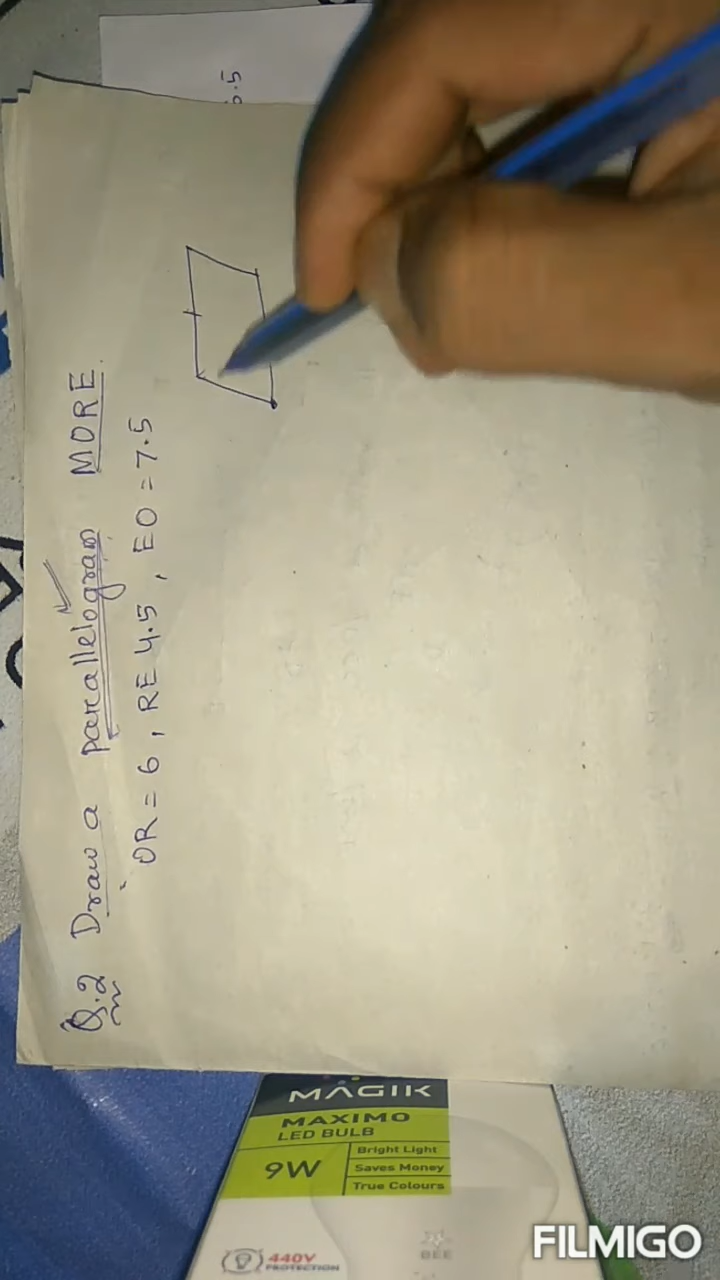 Q.2 Draw a parallelogram MORE.
OR = 6, RE 4.5, EO = 7.5
MAGIK
MAXIMO
LED BULB
9W
Bright Light
Saves Money
True Colours
440V
PROTECTION
BEE
FILMIGO